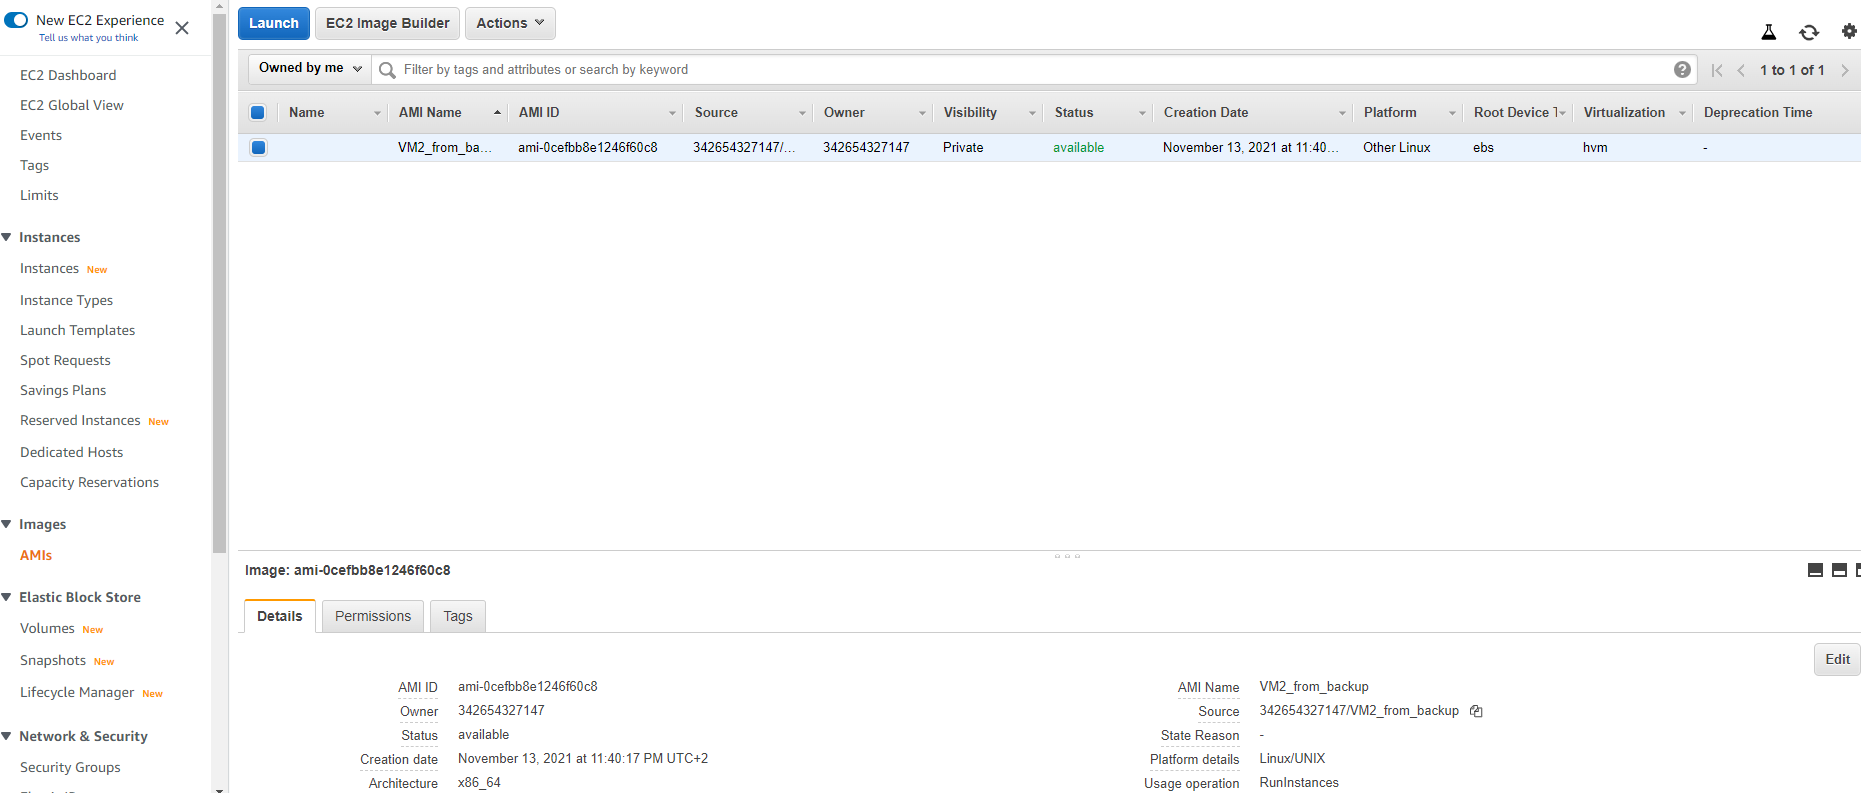 New EC2 Experience
Tell us what you think
EC2 Dashboard
EC2 Global View
Events
Tags
Limits
Instances
Instances New
Instance Types
Launch Templates
Spot Requests
Savings Plans
Reserved Instances New
Dedicated Hosts
Capacity Reservations
Images
AMIs
Elastic Block Store
Volumes New
Snapshots New
Lifecycle Manager New
Network & Security
Security Groups
Launch EC2 Image Builder Actions
Owned by me Filter by tags and attributes or search by keyword 1 to 1 of 1
Name AMI Name AMI ID Source Owner Visibility Status Creation Date Platform Root Device T Virtualization Deprecation Time
VM2_from_ba... ami-0cefbb8e1246f60c8 342654327147/... 342654327147 Private available November 13, 2021 at 11:40... Other Linux ebs hvm -
Image: ami-0cefbb8e1246f60c8
Details Permissions Tags
Edit
AMI ID ami-0cefbb8e1246f60c8 AMI Name VM2_from_backup
Owner 342654327147 Source 342654327147/VM2_from_backup
Status available State Reason -
Creation date November 13, 2021 at 11:40:17 PM UTC+2 Platform details Linux/UNIX
Architecture x86_64 Usage operation RunInstances